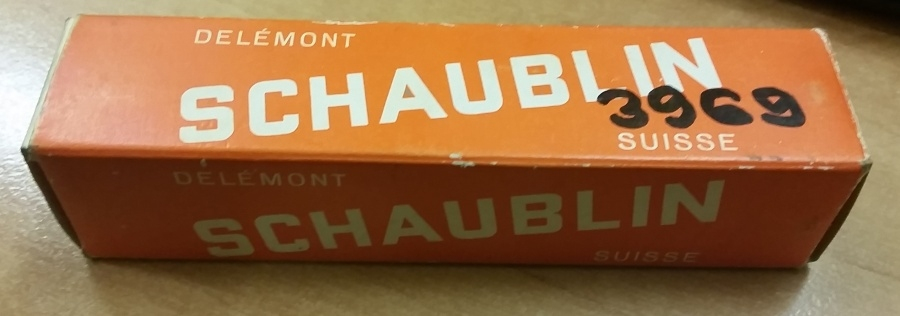 DELÉMONT
SCHAUBLIN
3969
SUISSE
DELÉMONT
SCHAUBLIN
SUISSE